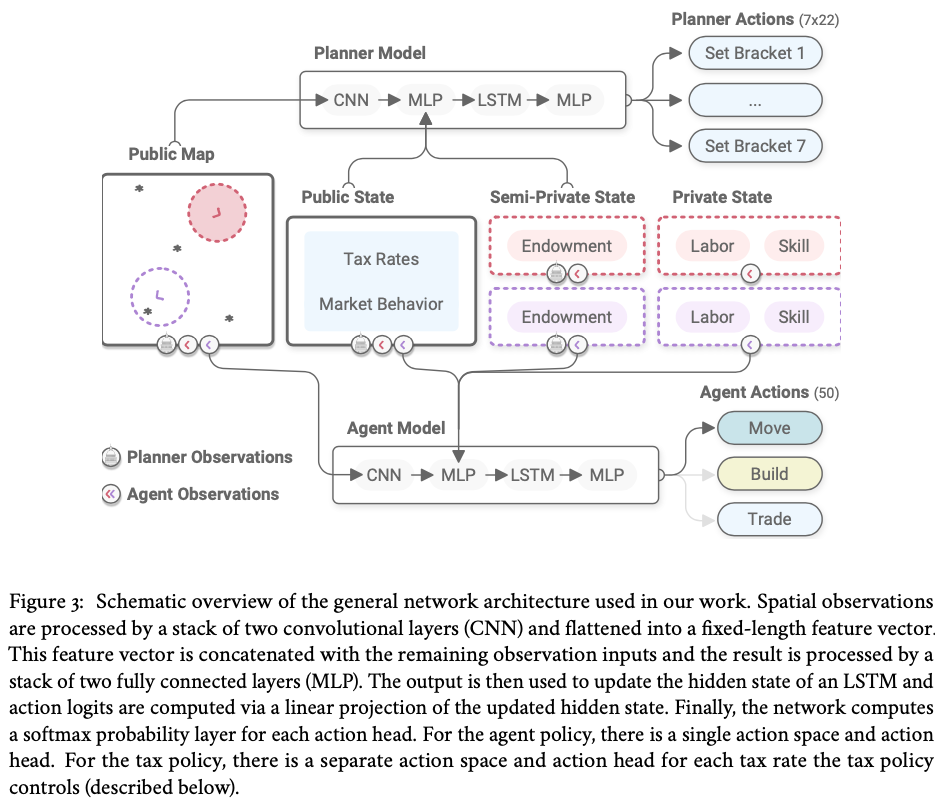 Planner Actions (7x22)
Planner Model
Set Bracket 1
CNN
MLP
LSTM
MLP
...
Set Bracket 7
Public Map
Public State
Semi-Private State
Private State
Tax Rates
Market Behavior
Endowment
Labor
Skill
Endowment
Labor
Skill
Agent Actions (50)
Agent Model
Move
Planner Observations
CNN
MLP
LSTM
MLP
Build
Agent Observations
Trade
Figure 3: Schematic overview of the general network architecture used in our work. Spatial observations
are processed by a stack of two convolutional layers (CNN) and flattened into a fixed-length feature vector.
This feature vector is concatenated with the remaining observation inputs and the result is processed by a
stack of two fully connected layers (MLP). The output is then used to update the hidden state of an LSTM and
action logits are computed via a linear projection of the updated hidden state. Finally, the network computes
a softmax probability layer for each action head. For the agent policy, there is a single action space and action
head. For the tax policy, there is a separate action space and action head for each tax rate the tax policy
controls (described below).